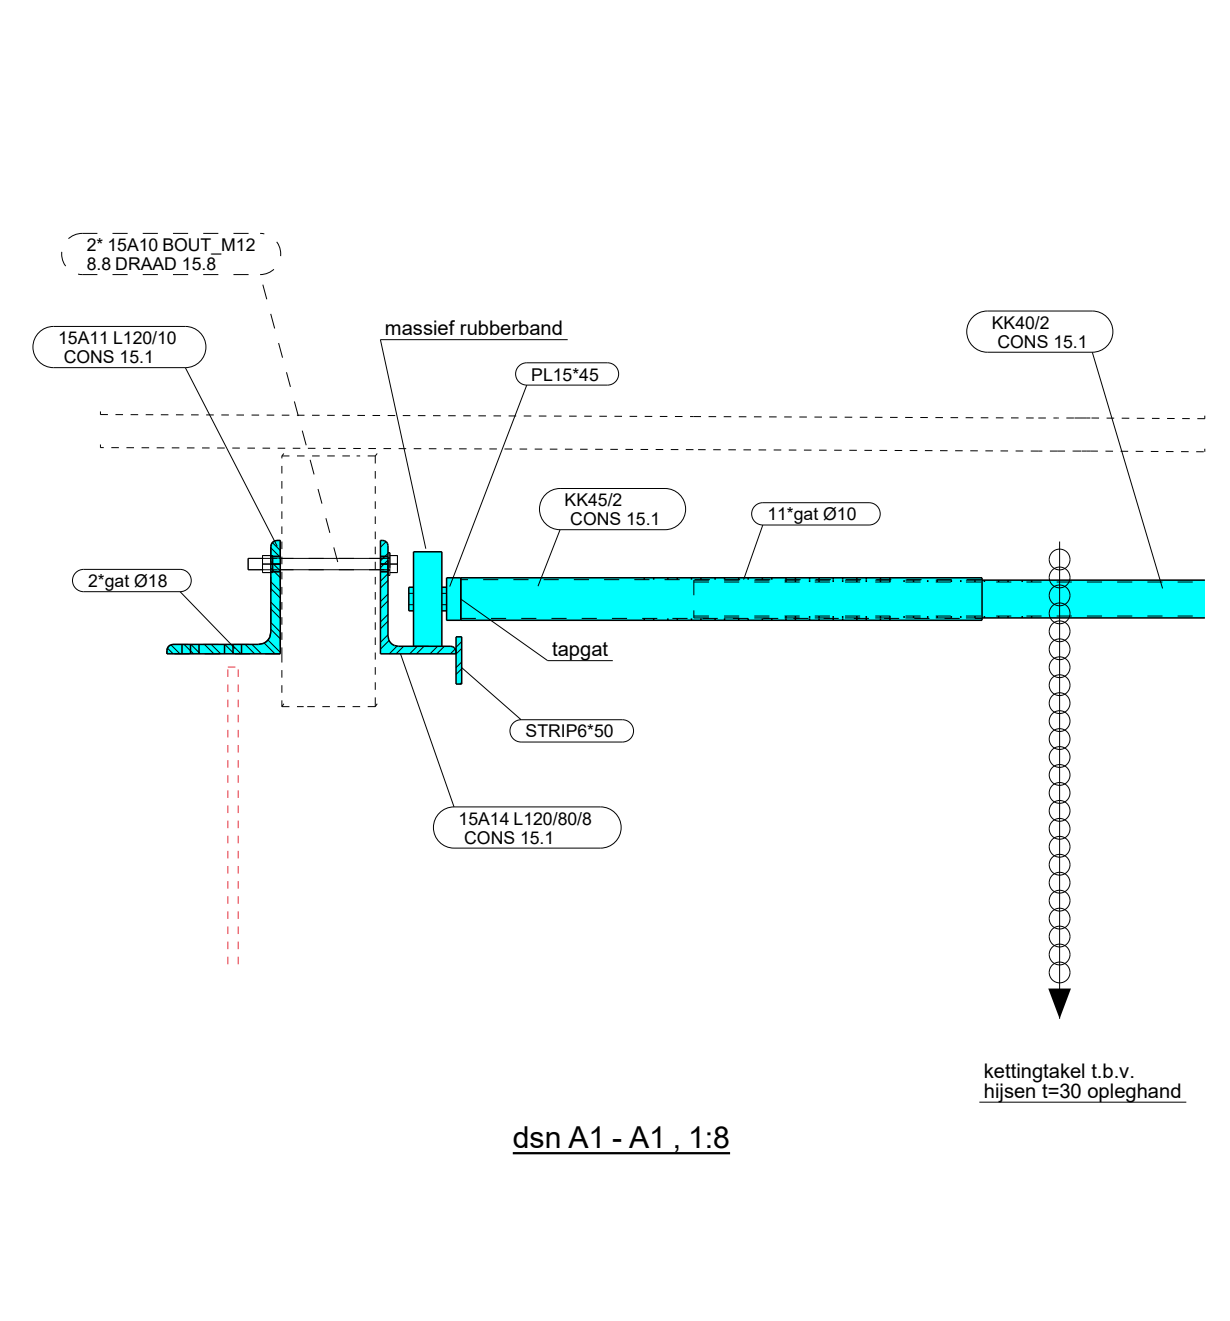 2* 15A10 BOUT_M12
8.8 DRAAD 15.8
15A11 L120/10
CONS 15.1
massief rubberband
KK40/2
CONS 15.1
PL15*45
KK45/2
CONS 15.1
11*gat Ø10
2*gat Ø18
tapgat
STRIP6*50
15A14 L120/80/8
CONS 15.1
kettingtakel t.b.v.
hijsen t=30 opleghand
dsn A1 - A1 , 1:8